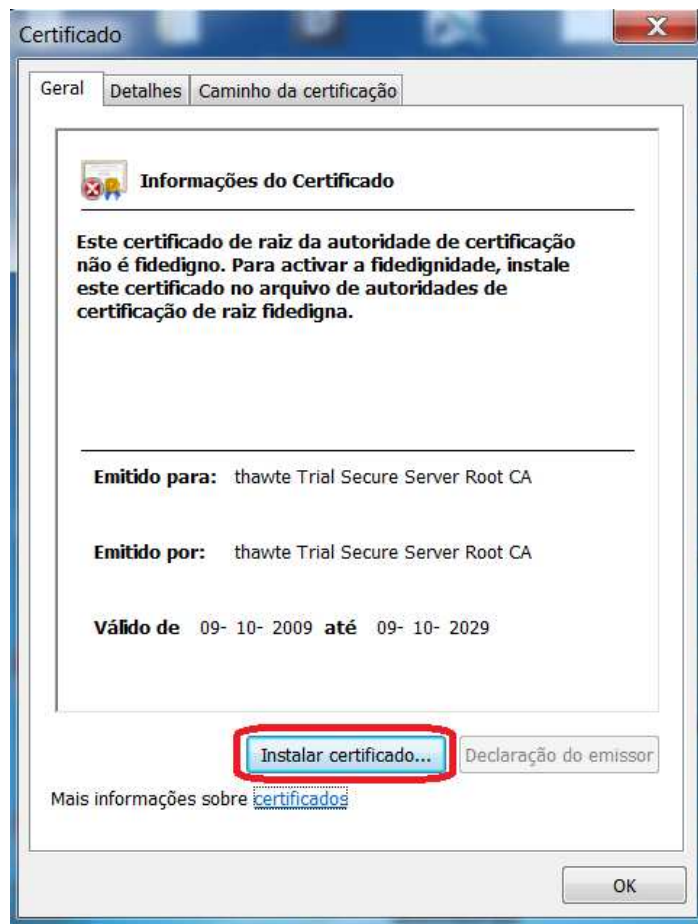 Certificado
X
Geral Detalhes Caminho da certificação
Informações do Certificado
Este certificado de raiz da autoridade de certificação
não é fidedigno. Para activar a fidedignidade, instale
este certificado no arquivo de autoridades de
certificação de raiz fidedigna.
Emitido para: thawte Trial Secure Server Root CA
Emitido por: thawte Trial Secure Server Root CA
Válido de 09- 10- 2009 até 09- 10- 2029
Instalar certificado... Declaração do emissor
Mais informações sobre certificados
OK